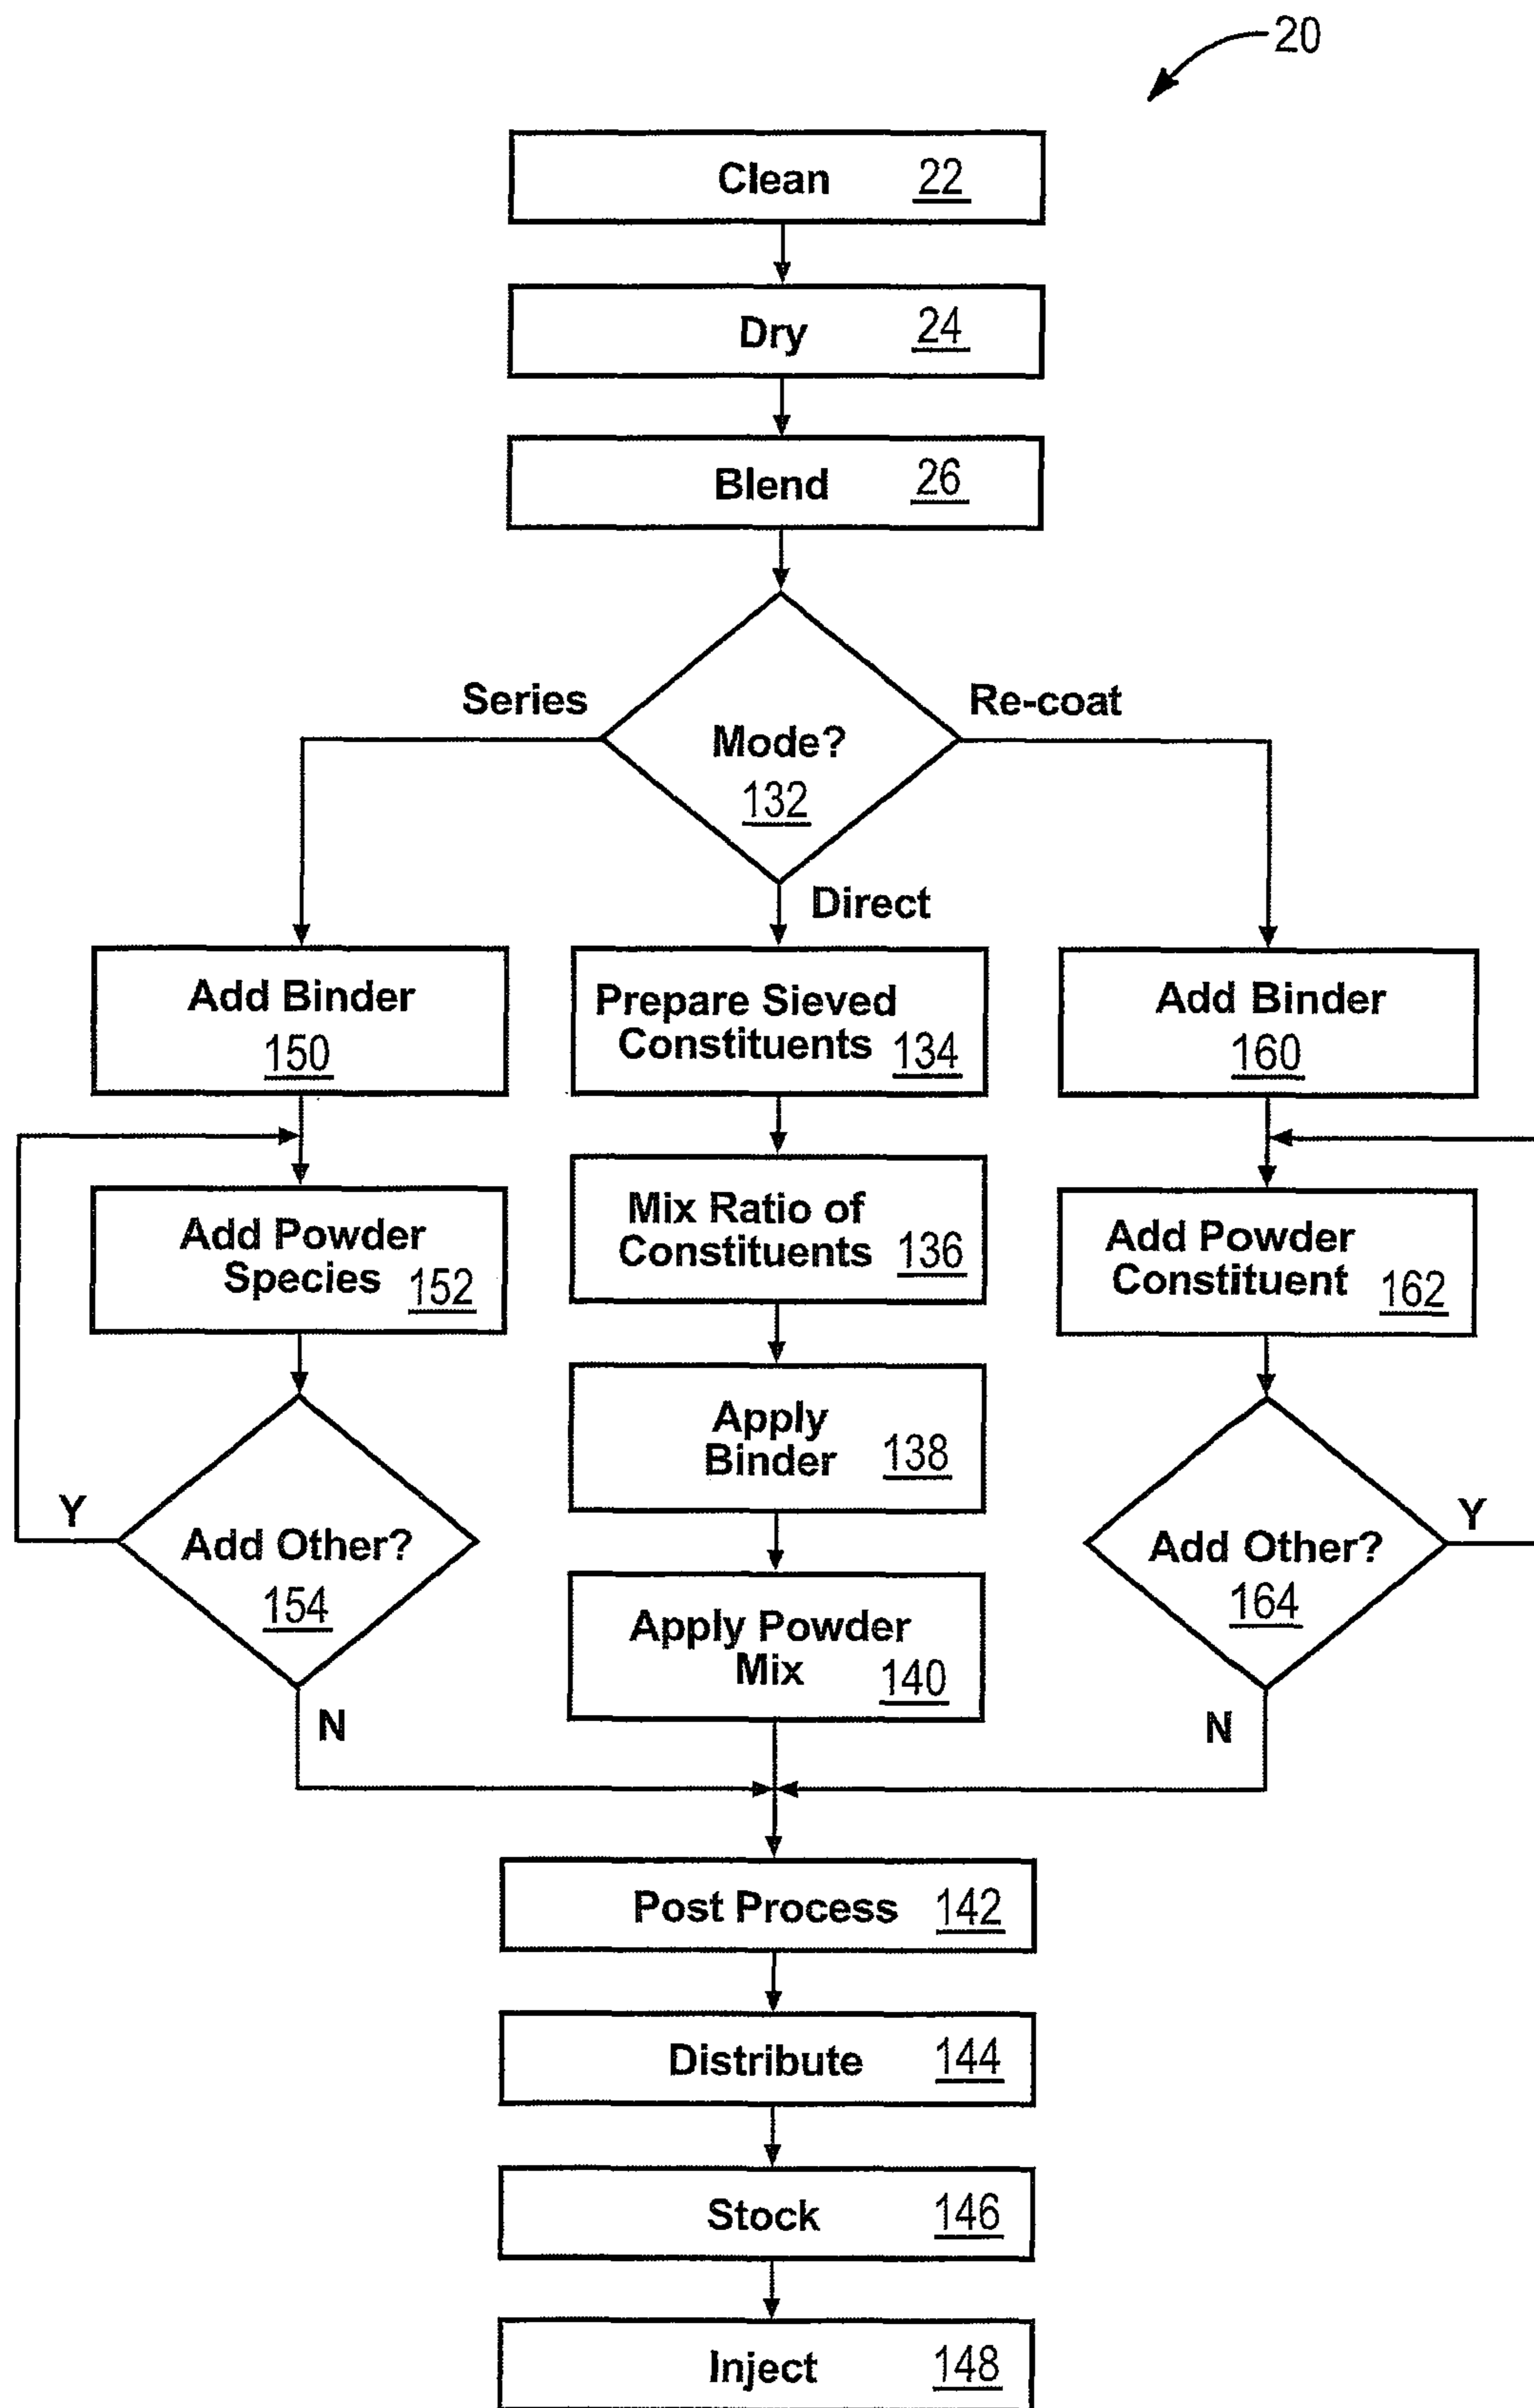 20
Clean 22
Dry 24
Blend 26
Series
Re-coat
Mode?
132
Direct
Add Binder
150
Prepare Sieved
Constituents 134
Add Binder
160
Add Powder
Species 152
Mix Ratio of
Constituents 136
Add Powder
Constituent 162
Apply
Binder 138
Y
Add Other?
154
N
Apply Powder
Mix 140
Y
Add Other?
164
N
Post Process 142
Distribute 144
Stock 146
Inject 148